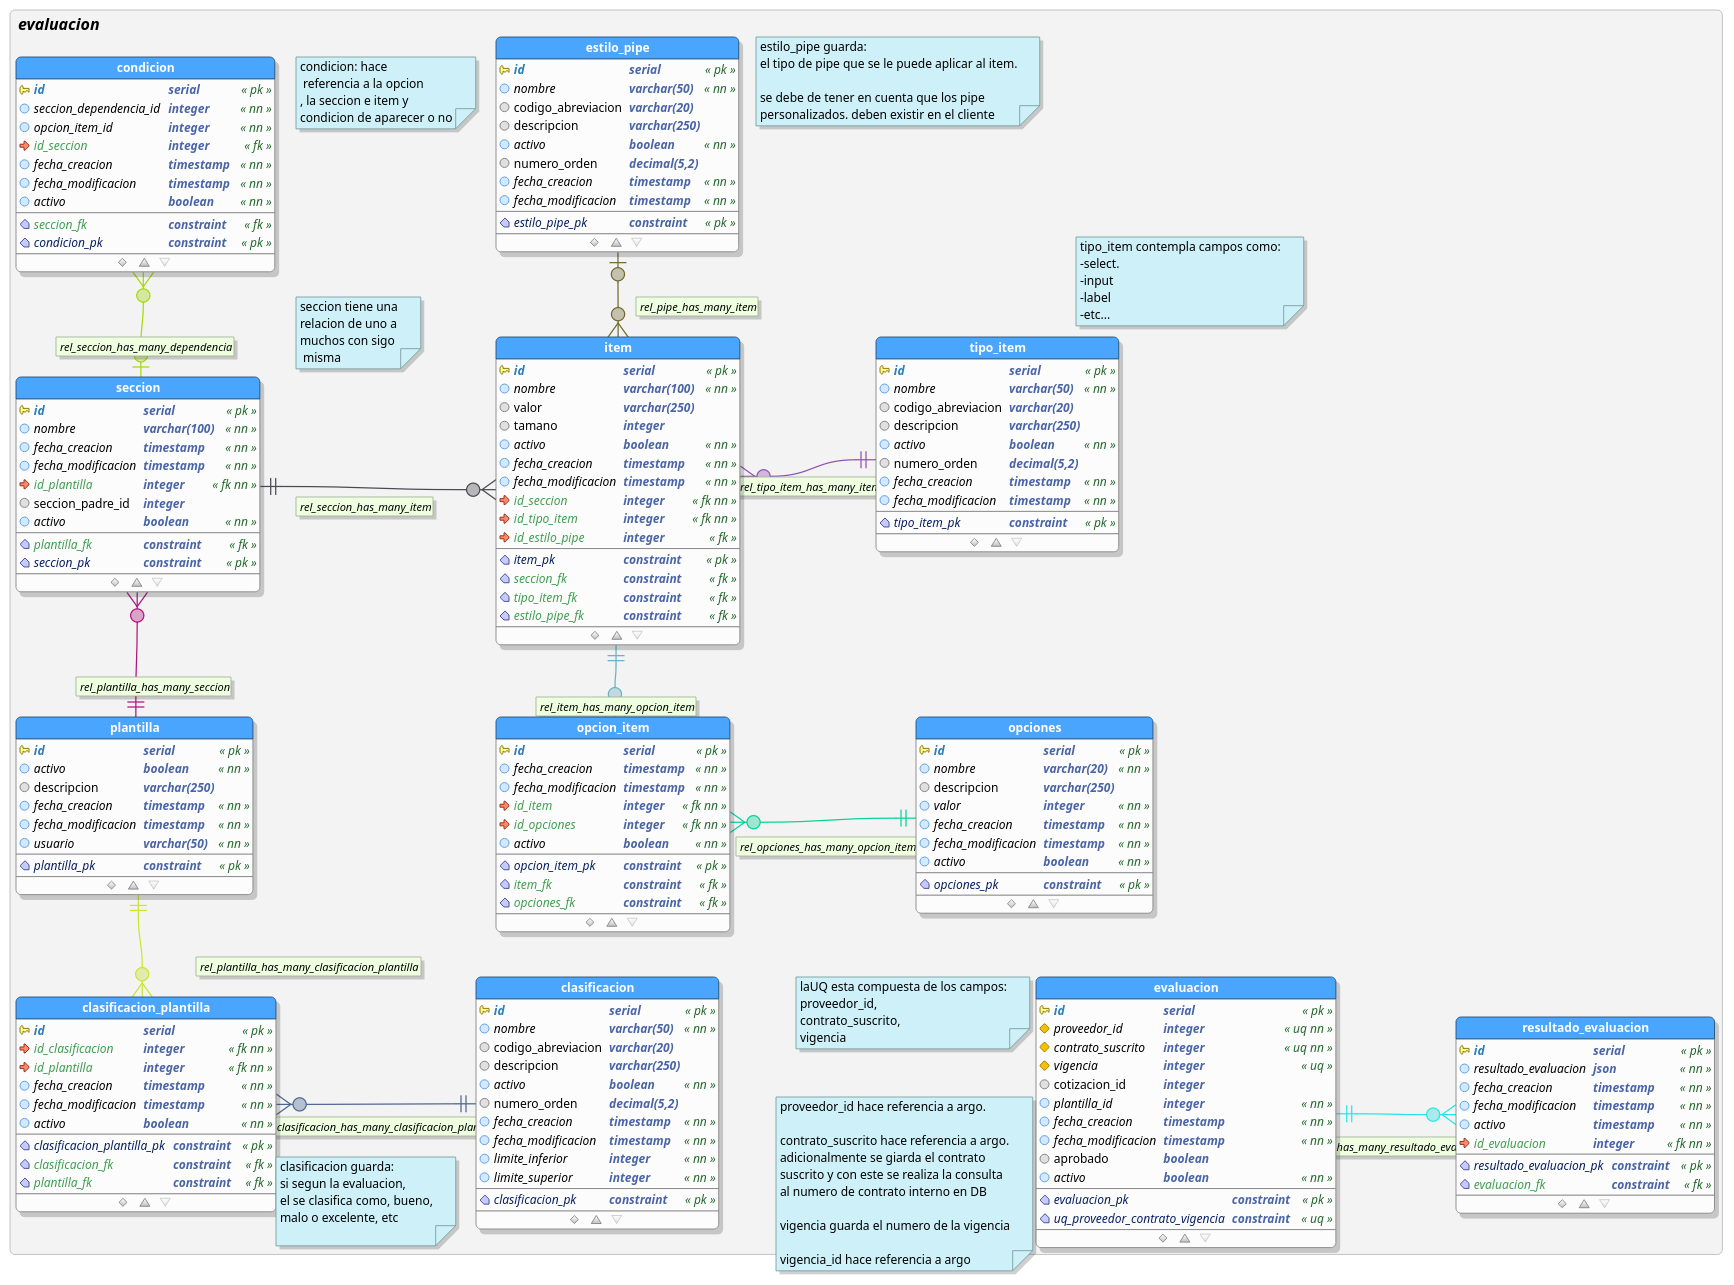 evaluacion
condicion
id serial « pk »
seccion_dependencia_id integer « nn »
opcion_item_id integer « nn »
id_seccion integer « fk »
fecha_creacion timestamp « nn »
fecha_modificacion timestamp « nn »
activo boolean « nn »
seccion_fk constraint « fk »
condicion_pk constraint « pk »
condicion: hace
referencia a la opcion
, la seccion e item y
condicion de aparecer o no
estilo_pipe
id serial « pk »
nombre varchar(50) « nn »
codigo_abreviacion varchar(20)
descripcion varchar(250)
activo boolean « nn »
numero_orden decimal(5,2)
fecha_creacion timestamp « nn »
fecha_modificacion timestamp « nn »
estilo_pipe_pk constraint « pk »
estilo_pipe guarda:
el tipo de pipe que se le puede aplicar al item.
se debe de tener en cuenta que los pipe
personalizados. deben existir en el cliente
tipo_item contempla campos como:
-select.
-input
-label
-etc...
rel_seccion_has_many_dependencia
seccion tiene una
relacion de uno a
muchos con sigo
misma
rel_pipe_has_many_item
seccion
id serial « pk »
nombre varchar(100) « nn »
fecha_creacion timestamp « nn »
fecha_modificacion timestamp « nn »
id_plantilla integer « fk nn »
seccion_padre_id integer
activo boolean « nn »
plantilla_fk constraint « fk »
seccion_pk constraint « pk »
rel_seccion_has_many_item
item
id serial « pk »
nombre varchar(100) « nn »
valor varchar(250)
tamano integer
activo boolean « nn »
fecha_creacion timestamp « nn »
fecha_modificacion timestamp « nn »
id_seccion integer « fk nn »
id_tipo_item integer « fk nn »
id_estilo_pipe integer « fk »
item_pk constraint « pk »
seccion_fk constraint « fk »
tipo_item_fk constraint « fk »
estilo_pipe_fk constraint « fk »
rel_tipo_item_has_many_iten
tipo_item
id serial « pk »
nombre varchar(50) « nn »
codigo_abreviacion varchar(20)
descripcion varchar(250)
activo boolean « nn »
numero_orden decimal(5,2)
fecha_creacion timestamp « nn »
fecha_modificacion timestamp « nn »
tipo_item_pk constraint « pk »
rel_plantilla_has_many_seccion
rel_item_has_many_opcion_item
plantilla
id serial « pk »
activo boolean « nn »
descripcion varchar(250)
fecha_creacion timestamp « nn »
fecha_modificacion timestamp « nn »
usuario varchar(50) « nn »
plantilla_pk constraint « pk »
opcion_item
id serial « pk »
fecha_creacion timestamp « nn »
fecha_modificacion timestamp « nn »
id_item integer « fk nn »
id_opciones integer « fk nn »
activo boolean « nn »
opcion_item_pk constraint « pk »
item_fk constraint « fk »
opciones_fk constraint « fk »
rel_opciones_has_many_opcion_item
opciones
id serial « pk »
nombre varchar(20) « nn »
descripcion varchar(250)
valor integer « nn »
fecha_creacion timestamp « nn »
fecha_modificacion timestamp « nn »
activo boolean « nn »
opciones_pk constraint « pk »
rel_plantilla_has_many_clasificacion_plantilla
clasificacion_plantilla
id serial « pk »
id_clasificacion integer « fk nn »
id_plantilla integer « fk nn »
fecha_creacion timestamp « nn »
fecha_modificacion timestamp « nn »
activo boolean « nn »
clasificacion_plantilla_pk constraint « pk »
clasificacion_fk constraint « fk »
plantilla_fk constraint « fk »
clasificacion_has_many_clasificacion_plan
clasificacion guarda:
si segun la evaluacion,
el se clasifica como, bueno,
malo o excelente, etc
clasificacion
id serial « pk »
nombre varchar(50) « nn »
codigo_abreviacion varchar(20)
descripcion varchar(250)
activo boolean « nn »
numero_orden decimal(5,2)
fecha_creacion timestamp « nn »
fecha_modificacion timestamp « nn »
limite_inferior integer « nn »
limite_superior integer « nn »
clasificacion_pk constraint « pk »
laUQ esta compuesta de los campos:
proveedor_id,
contrato_suscrito,
vigencia
proveedor_id hace referencia a argo.
contrato_suscrito hace referencia a argo.
adicionalmente se giarda el contrato
suscrito y con este se realiza la consulta
al numero de contrato interno en DB
vigencia guarda el numero de la vigencia
vigencia_id hace referencia a argo
evaluacion
id serial « pk »
proveedor_id integer « uq nn »
contrato_suscrito integer « uq nn »
vigencia integer « uq »
cotizacion_id integer
plantilla_id integer « nn »
fecha_creacion timestamp « nn »
fecha_modificacion timestamp « nn »
aprobado boolean
activo boolean « nn »
evaluacion_pk constraint « pk »
uq_proveedor_contrato_vigencia constraint « uq »
has_many_resultado_eva
resultado_evaluacion
id serial « pk »
resultado_evaluacion json « nn »
fecha_creacion timestamp « nn »
fecha_modificacion timestamp « nn »
activo timestamp « nn »
id_evaluacion integer « fk nn »
resultado_evaluacion_pk constraint « pk »
evaluacion_fk constraint « fk »